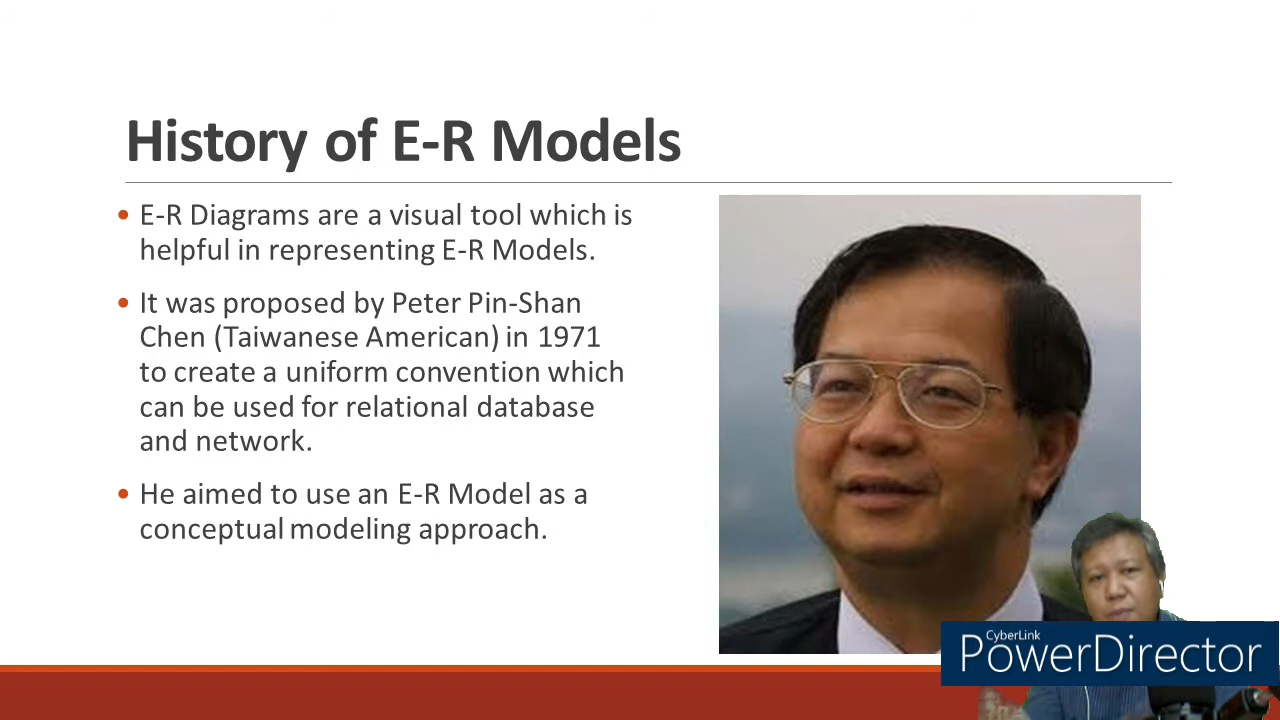 History of E-R Models
• E-R Diagrams are a visual tool which is
helpful in representing E-R Models.
• It was proposed by Peter Pin-Shan
Chen (Taiwanese American) in 1971
to create a uniform convention which
can be used for relational database
and network.
• He aimed to use an E-R Model as a
conceptual modeling approach.
CyberLink
PowerDirector